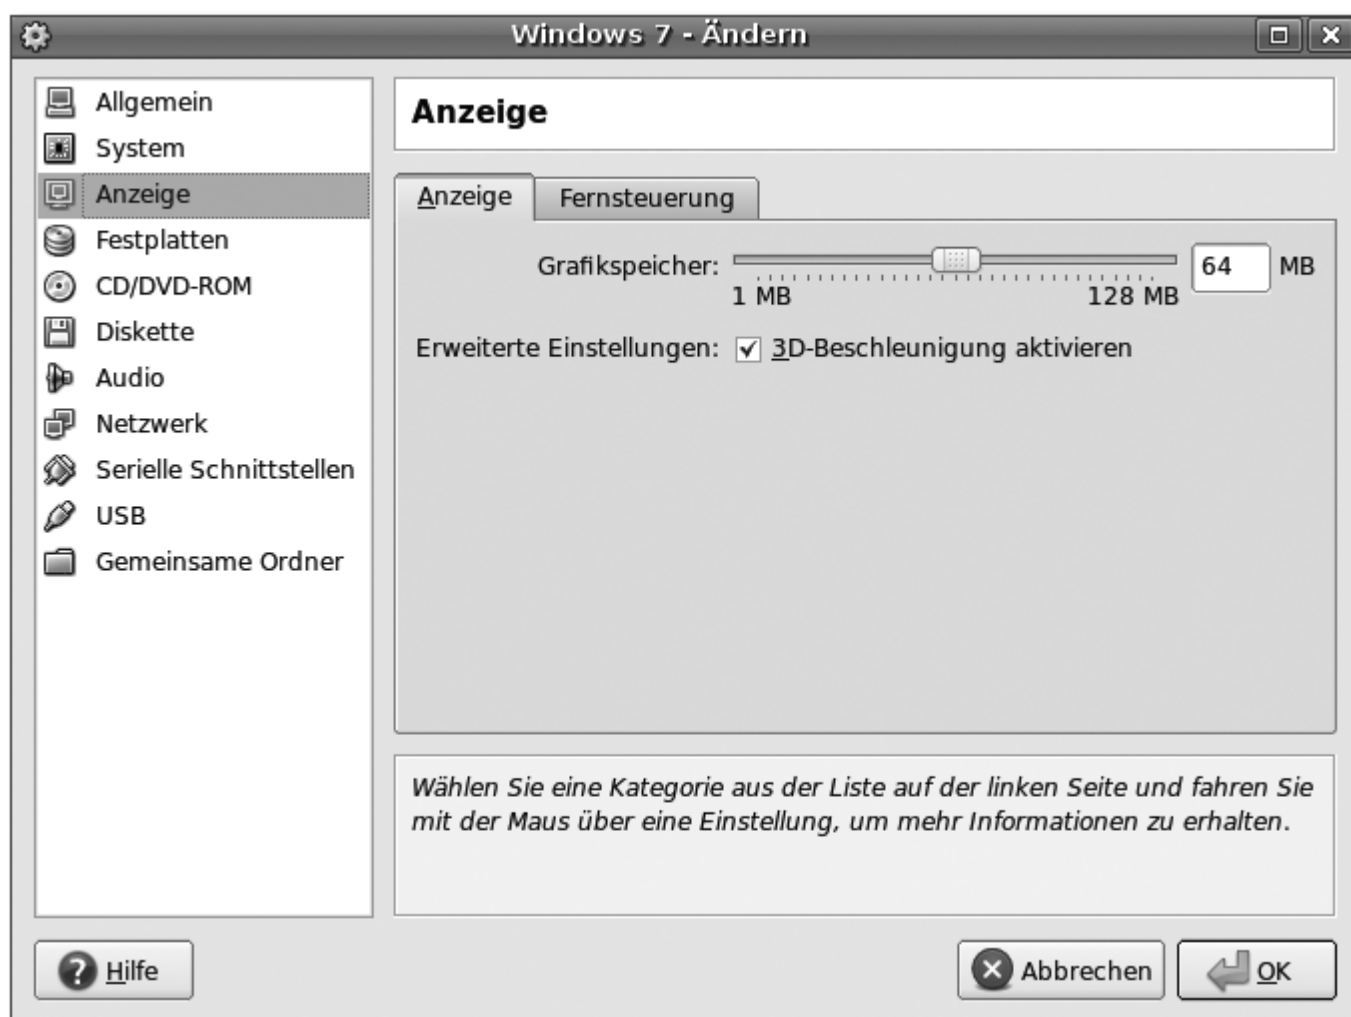 Windows 7 - Ändern
Allgemein
System
Anzeige
Festplatten
CD/DVD-ROM
Diskette
Audio
Netzwerk
Serielle Schnittstellen
USB
Gemeinsame Ordner
Anzeige
Anzeige Fernsteuerung
Grafikspeicher: 64 MB
1 MB 128 MB
Erweiterte Einstellungen: 3D-Beschleunigung aktivieren
Wählen Sie eine Kategorie aus der Liste auf der linken Seite und fahren Sie
mit der Maus über eine Einstellung, um mehr Informationen zu erhalten.
Hilfe Abbrechen OK